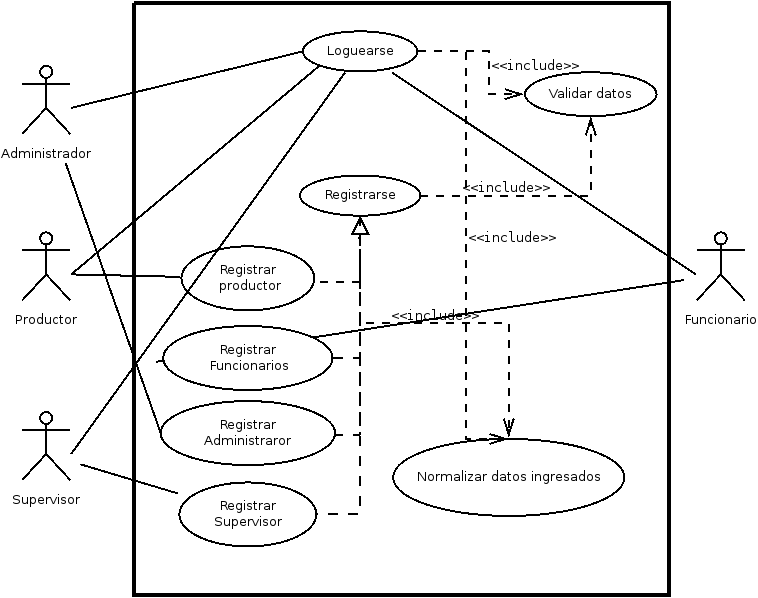 Loguearse
<<include>>
Validar datos
Administrador
Registrarse
<<include>>
<<include>>
Registrar
productor
Productor
Funcionario
<<include>>
Registrar
Funcionarios
Registrar
Administraror
Normalizar datos ingresados
Supervisor
Registrar
Supervisor